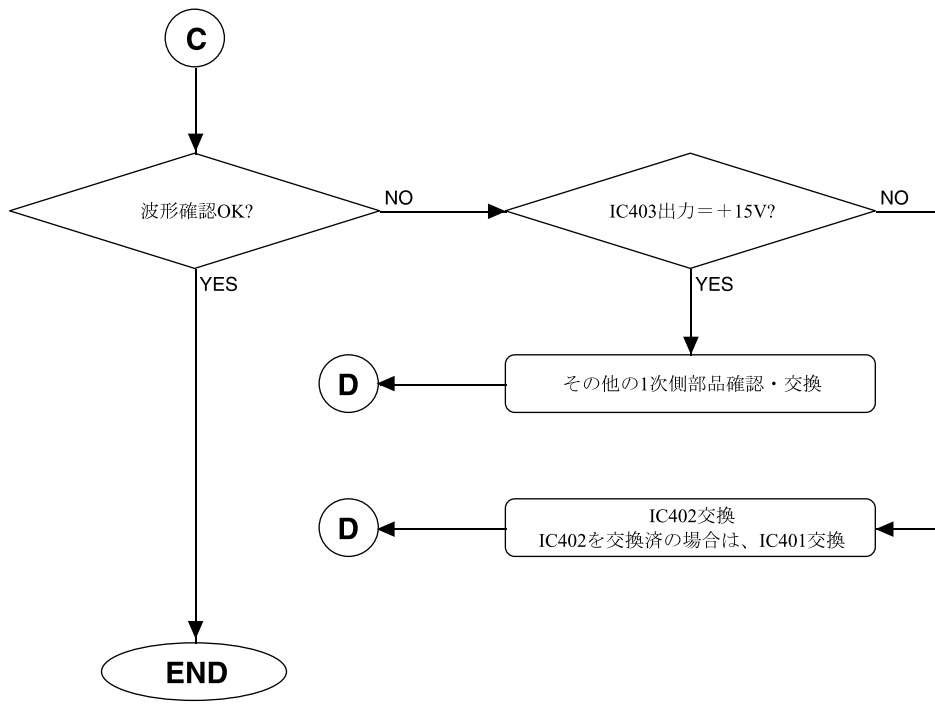 C
波形確認OK?
NO
IC403出力＝＋15V?
NO
YES
YES
D
その他の1次側部品確認・交換
D
IC402交換
IC402を交換済の場合は、IC401交換
END